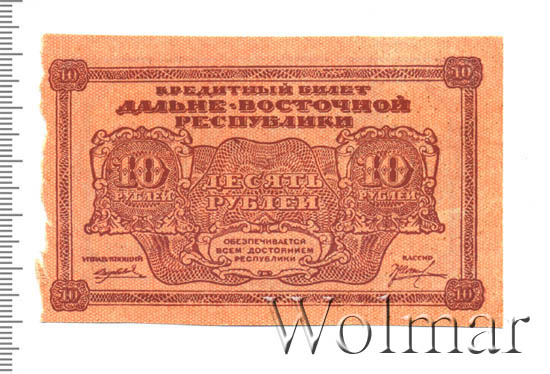 10 10
КРЕДИТНЫЙ БИЛЕТ
ДАЛЬНЕ-ВОСТОЧНОЙ
РЕСПУБЛИКИ
10 РУБЛЕЙ
ДЕСЯТЬ
РУБЛЕЙ
10 РУБЛЕЙ
ОБЕЗПЕЧИВАЕТСЯ
ВСЕМ ДОСТОЯНИЕМ
РЕСПУБЛИКИ
УПРАВЛЯЮЩИЙ
КАССИР
10 10
Wolmar